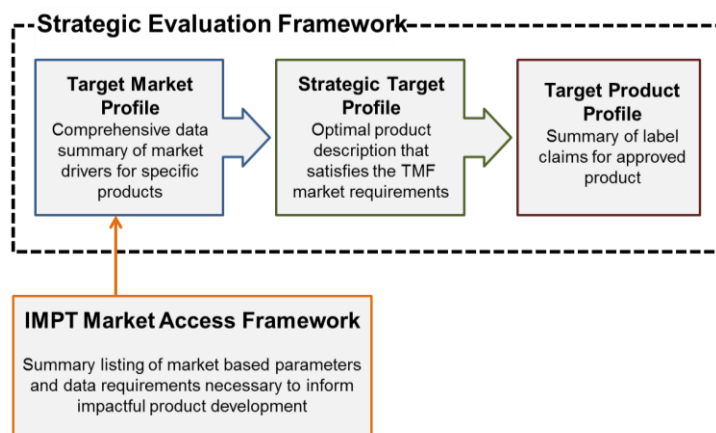 Strategic Evaluation Framework
Target Market
Profile
Comprehensive data
summary of market
drivers for specific
products
Strategic Target
Profile
Optimal product
description that
satisfies the TMF
market requirements
Target Product
Profile
Summary of label
claims for approved
product
IMPT Market Access Framework
Summary listing of market based parameters
and data requirements necessary to inform
impactful product development